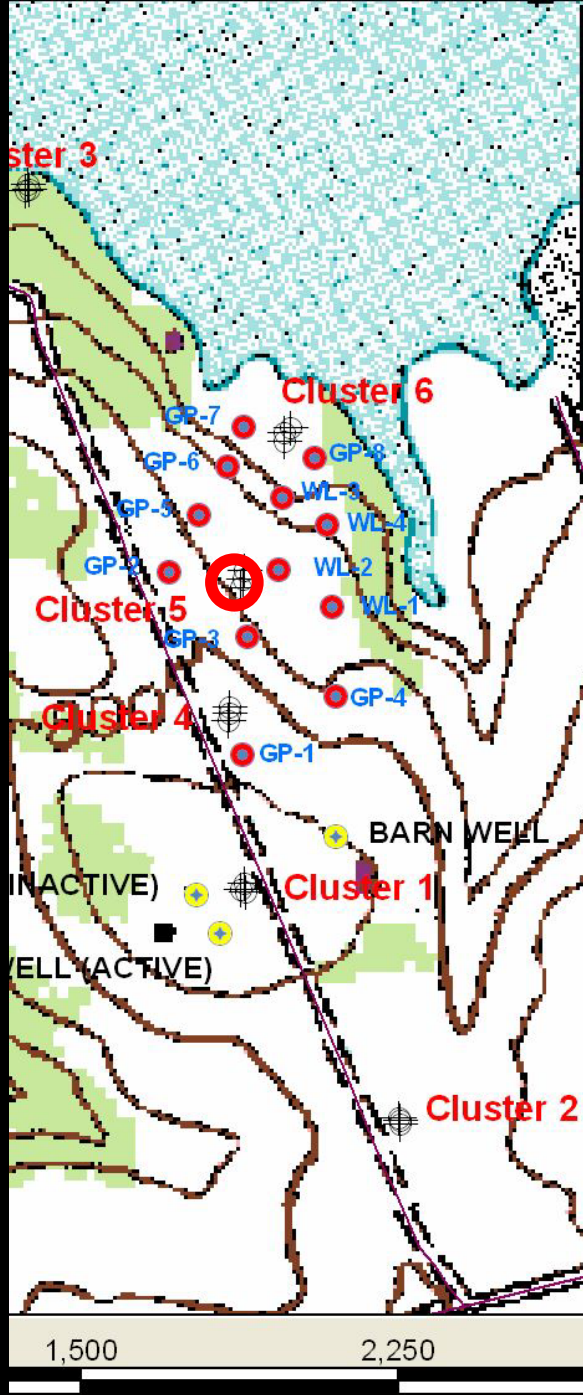 ster 3
Cluster 6
GP-7
GP-8
GP-6
WL-3
GP-5
WL-4
GP-2
WL-2
Cluster 5
WL-1
GP-3
GP-4
Cluster 4
GP-1
BARN WELL
INACTIVE)
Cluster 1
WELL (ACTIVE)
Cluster 2
1,500
2,250